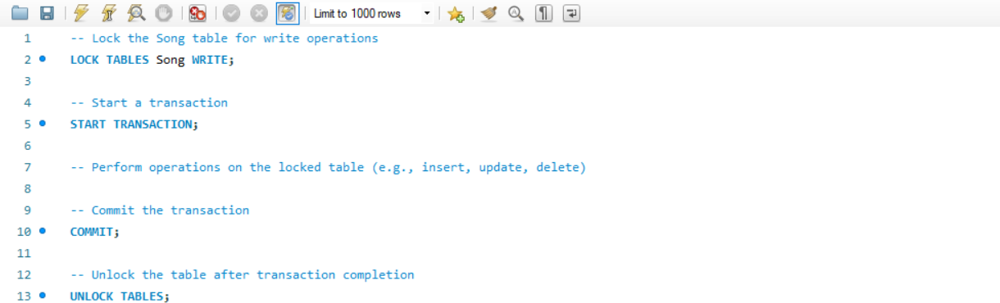 Limit to 1000 rows
1 -- Lock the Song table for write operations
2 LOCK TABLES Song WRITE;
3
4 -- Start a transaction
5 START TRANSACTION;
6
7 -- Perform operations on the locked table (e.g., insert, update, delete)
8
9 -- Commit the transaction
10 COMMIT;
11
12 -- Unlock the table after transaction completion
13 UNLOCK TABLES;